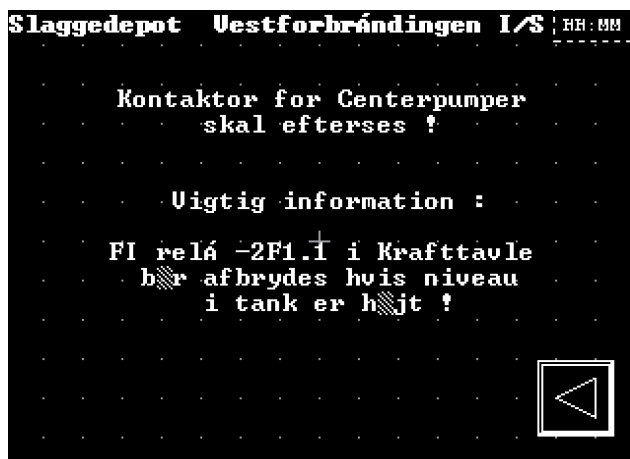 Slaggedepot Vestforbrándingen I/S HH:MM
Kontaktor for Centerpumper
skal efterses !
Vigtig information :
FI relá -2F1.1 i Krafttavle
b▒r afbrydes hvis niveau
i tank er h▒jt !